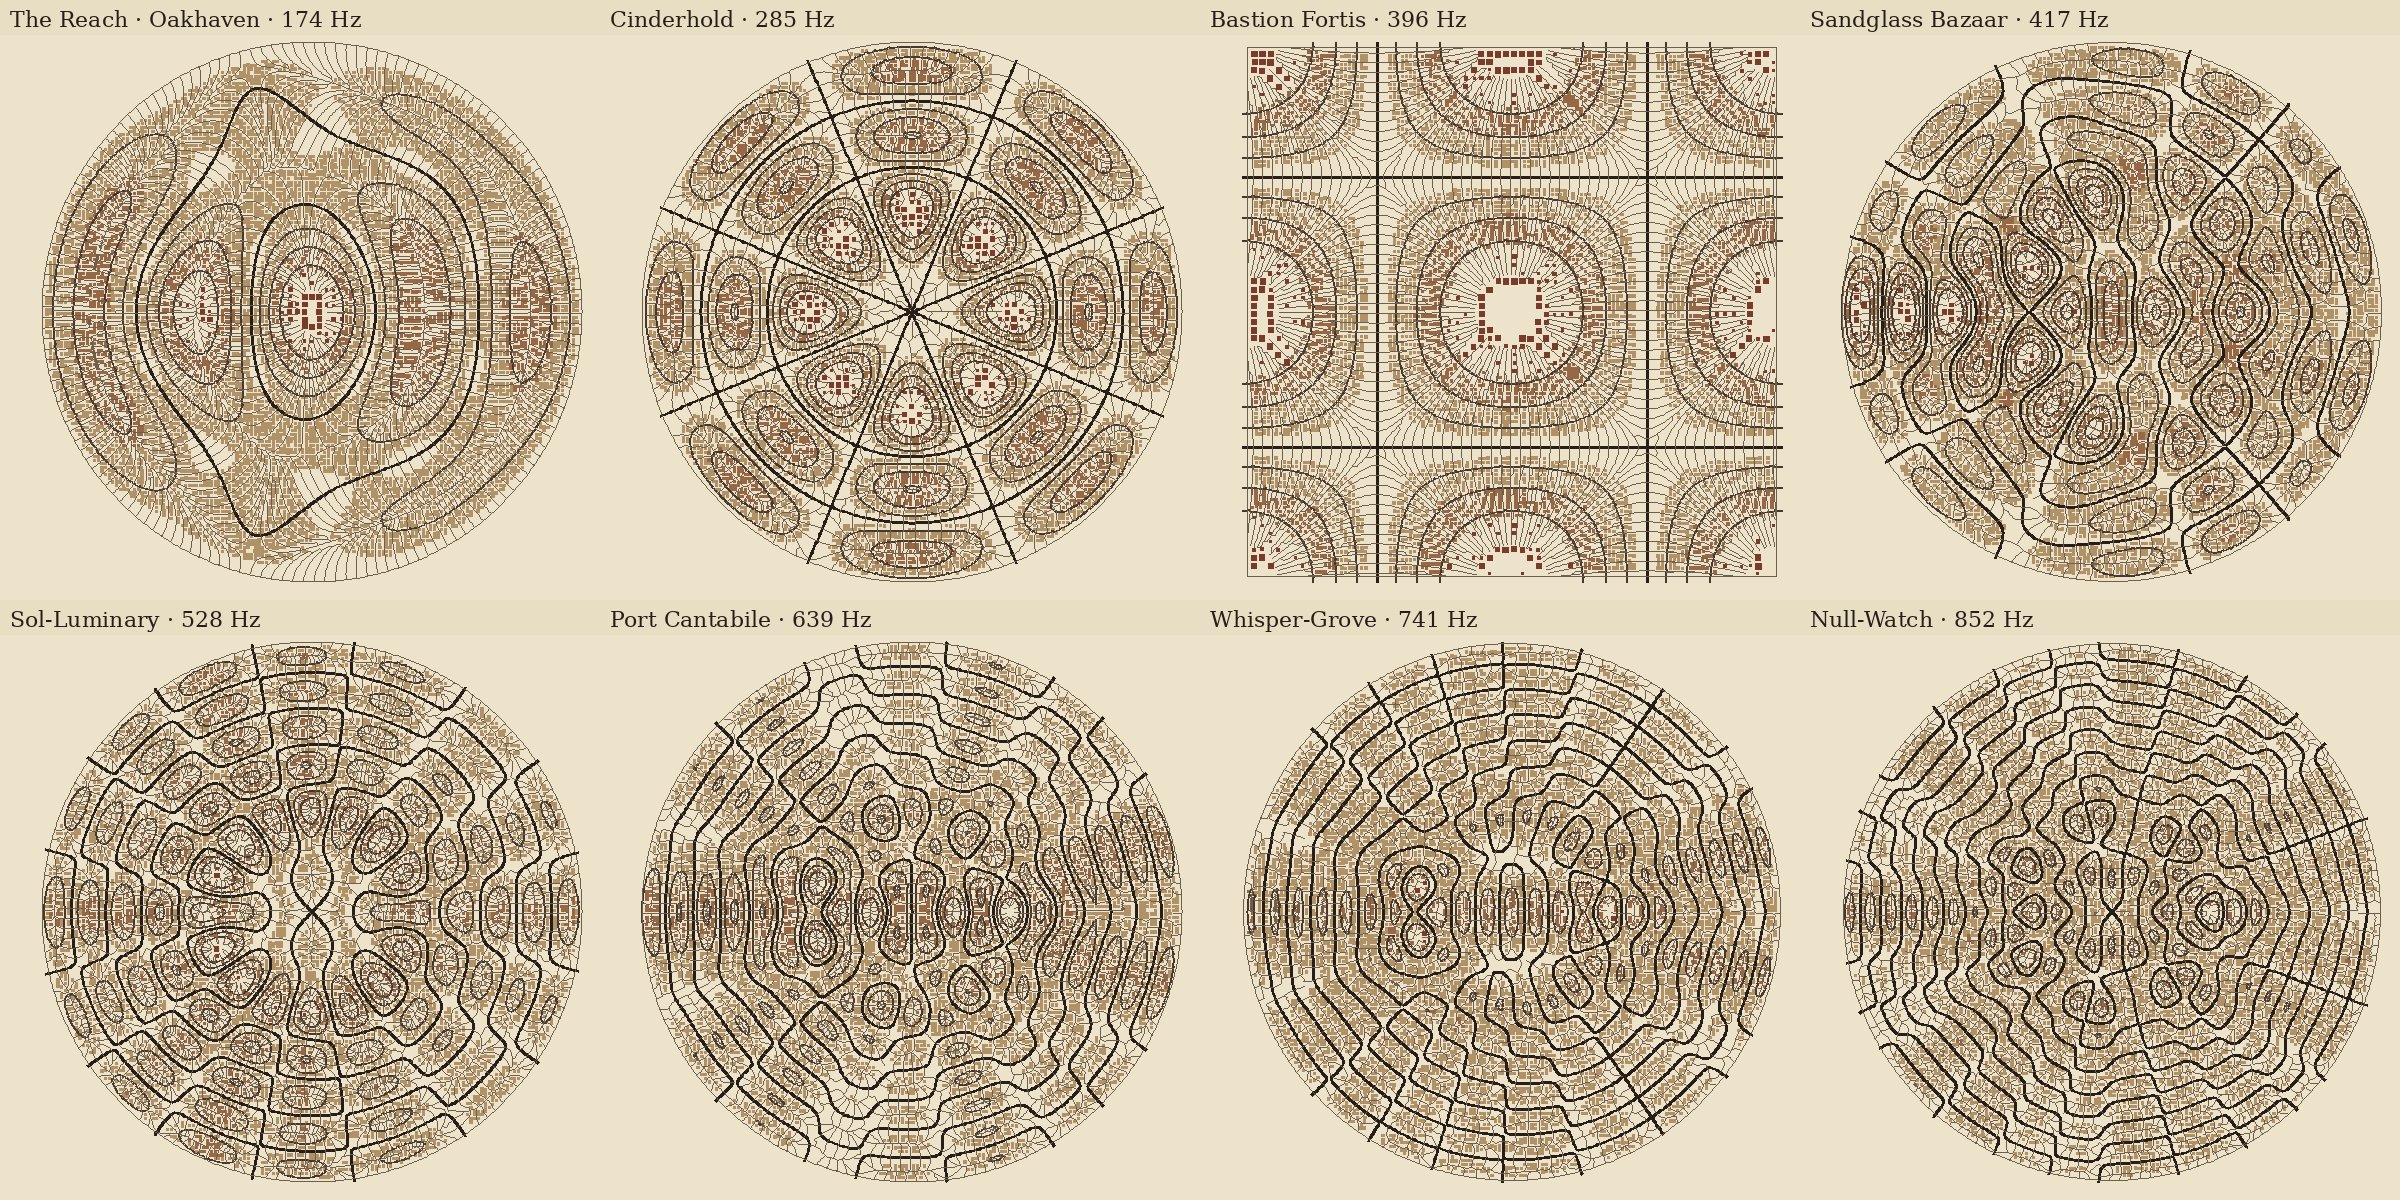 The Reach · Oakhaven · 174 Hz
Cinderhold · 285 Hz
Bastion Fortis · 396 Hz
Sandglass Bazaar · 417 Hz
Sol-Luminary · 528 Hz
Port Cantabile · 639 Hz
Whisper-Grove · 741 Hz
Null-Watch · 852 Hz